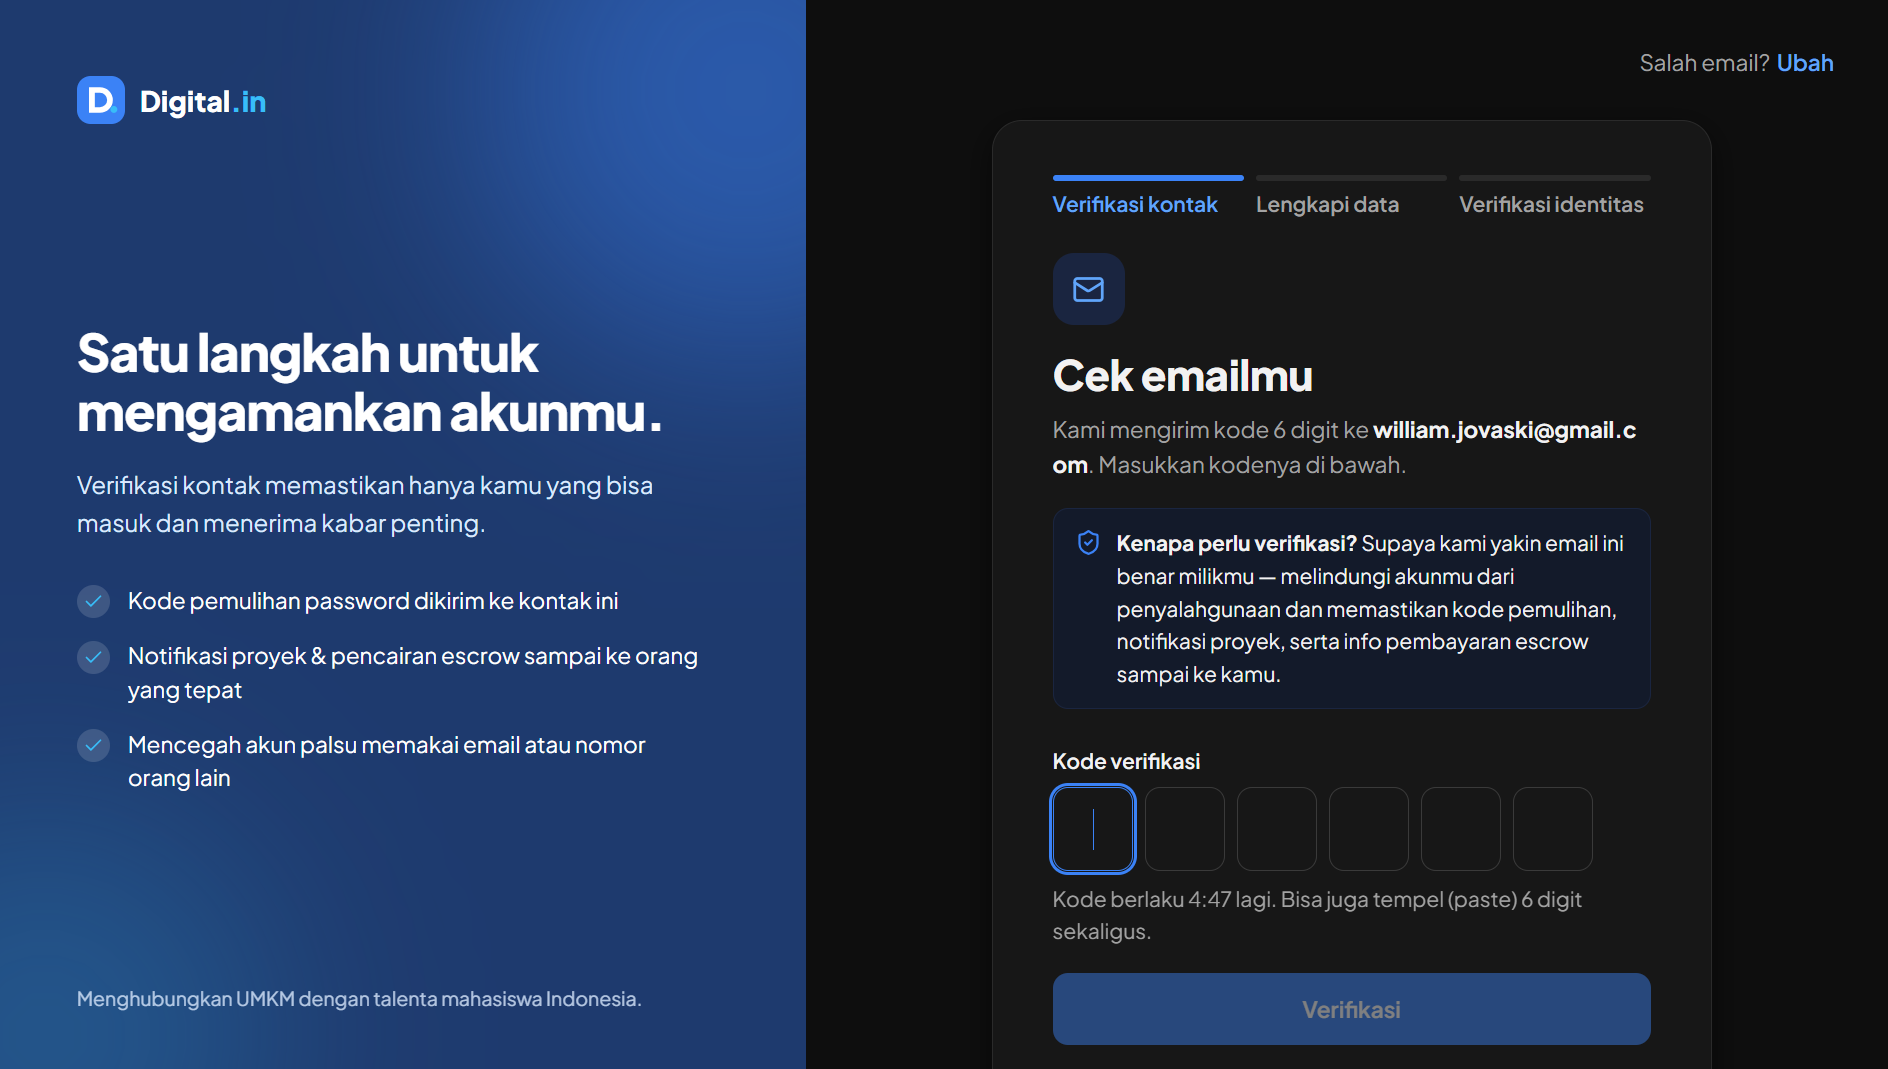 D.
Digital.in
Satu langkah untuk
mengamankan akunmu.
Verifikasi kontak memastikan hanya kamu yang bisa
masuk dan menerima kabar penting.
Kode pemulihan password dikirim ke kontak ini
Notifikasi proyek & pencairan escrow sampai ke orang
yang tepat
Mencegah akun palsu memakai email atau nomor
orang lain
Menghubungkan UMKM dengan talenta mahasiswa Indonesia.
Salah email? Ubah
Verifikasi kontak
Lengkapi data
Verifikasi identitas
Cek emailmu
Kami mengirim kode 6 digit ke william.jovaski@gmail.c
om. Masukkan kodenya di bawah.
Kenapa perlu verifikasi? Supaya kami yakin email ini
benar milikmu — melindungi akunmu dari
penyalahgunaan dan memastikan kode pemulihan,
notifikasi proyek, serta info pembayaran escrow
sampai ke kamu.
Kode verifikasi
Kode berlaku 4:47 lagi. Bisa juga tempel (paste) 6 digit
sekaligus.
Verifikasi